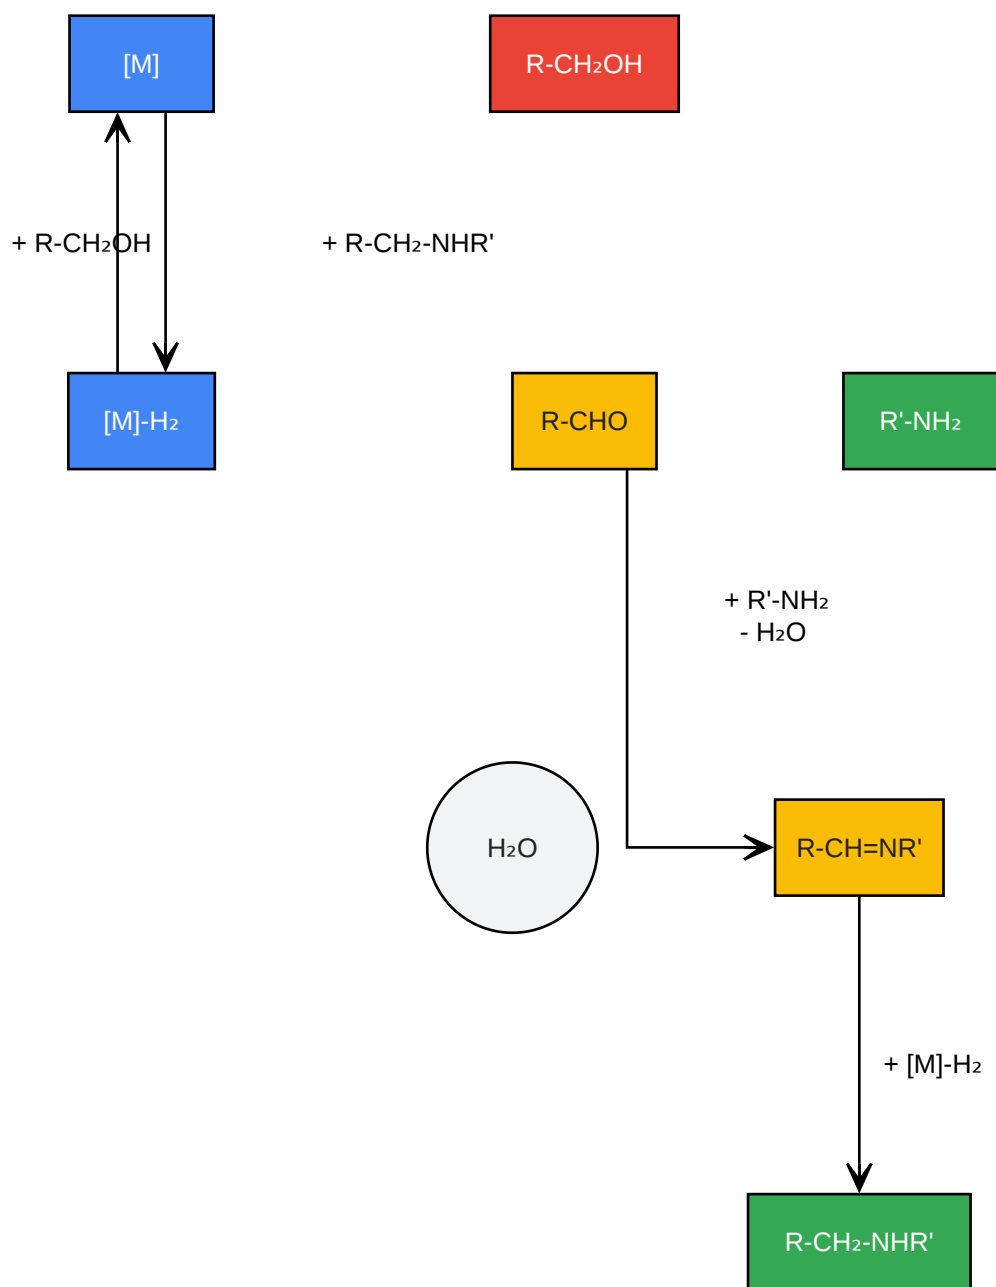 [M]
R-CH₂OH
+ R-CH₂OH
+ R-CH₂-NHR'
[M]-H₂
R-CHO
R'-NH₂
+ R'-NH₂
- H₂O
H₂O
R-CH=NR'
+ [M]-H₂
R-CH₂-NHR'